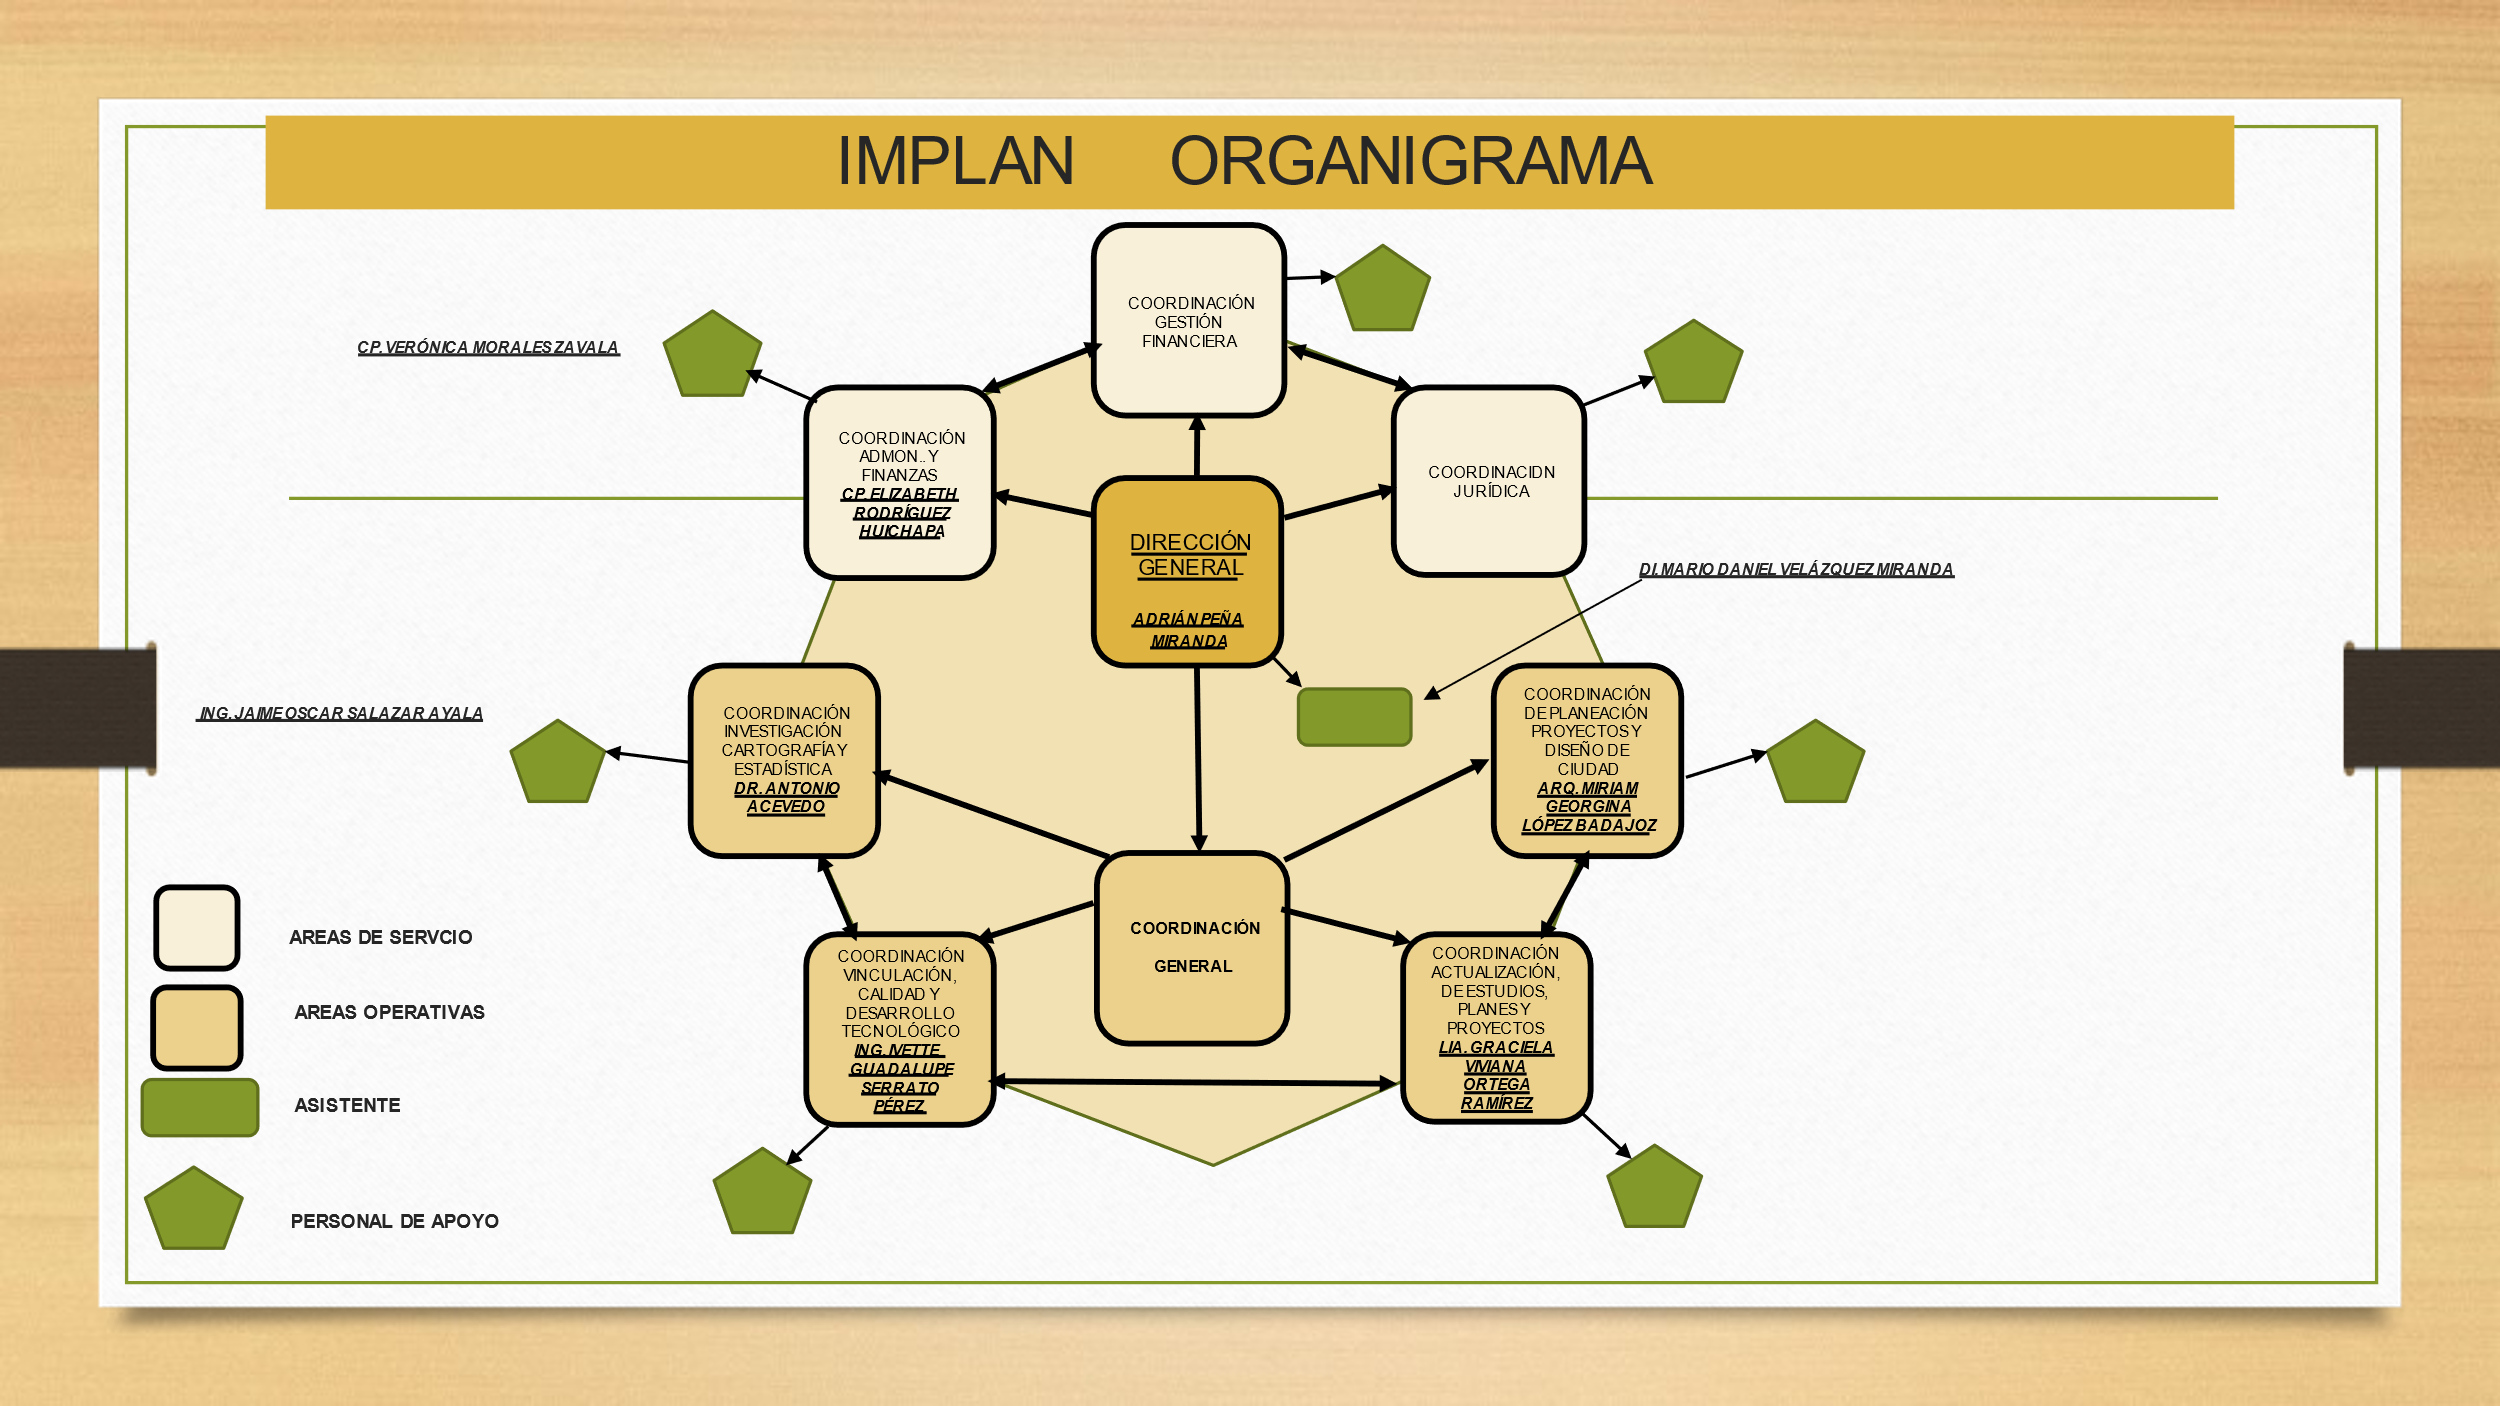 IMPLAN ORGANIGRAMA
COORDINACIÓN
GESTIÓN
FINANCIERA
CP. VERÓNICA MORALES ZAVALA
COORDINACIÓN
ADMON.. Y
FINANZAS
CP. ELIZABETH
RODRÍGUEZ
HUICHAPA
COORDINACIDN
JURÍDICA
DIRECCIÓN
GENERAL
ADRIÁN PEÑA
MIRANDA
DI. MARIO DANIEL VELÁZQUEZ MIRANDA
ING. JAIME OSCAR SALAZAR AYALA
COORDINACIÓN
INVESTIGACIÓN
CARTOGRAFÍA Y
ESTADÍSTICA
DR. ANTONIO
ACEVEDO
COORDINACIÓN
DE PLANEACIÓN
PROYECTOS Y
DISEÑO DE
CIUDAD
ARQ. MIRIAM
GEORGINA
LÓPEZ BADAJOZ
COORDINACIÓN
GENERAL
COORDINACIÓN
VINCULACIÓN,
CALIDAD Y
DESARROLLO
TECNOLÓGICO
ING. IVETTE
GUADALUPE
SERRATO
PÉREZ
COORDINACIÓN
ACTUALIZACIÓN,
DE ESTUDIOS,
PLANES Y
PROYECTOS
LIA. GRACIELA
VIVIANA
ORTEGA
RAMÍREZ
AREAS DE SERVCIO
AREAS OPERATIVAS
ASISTENTE
PERSONAL DE APOYO